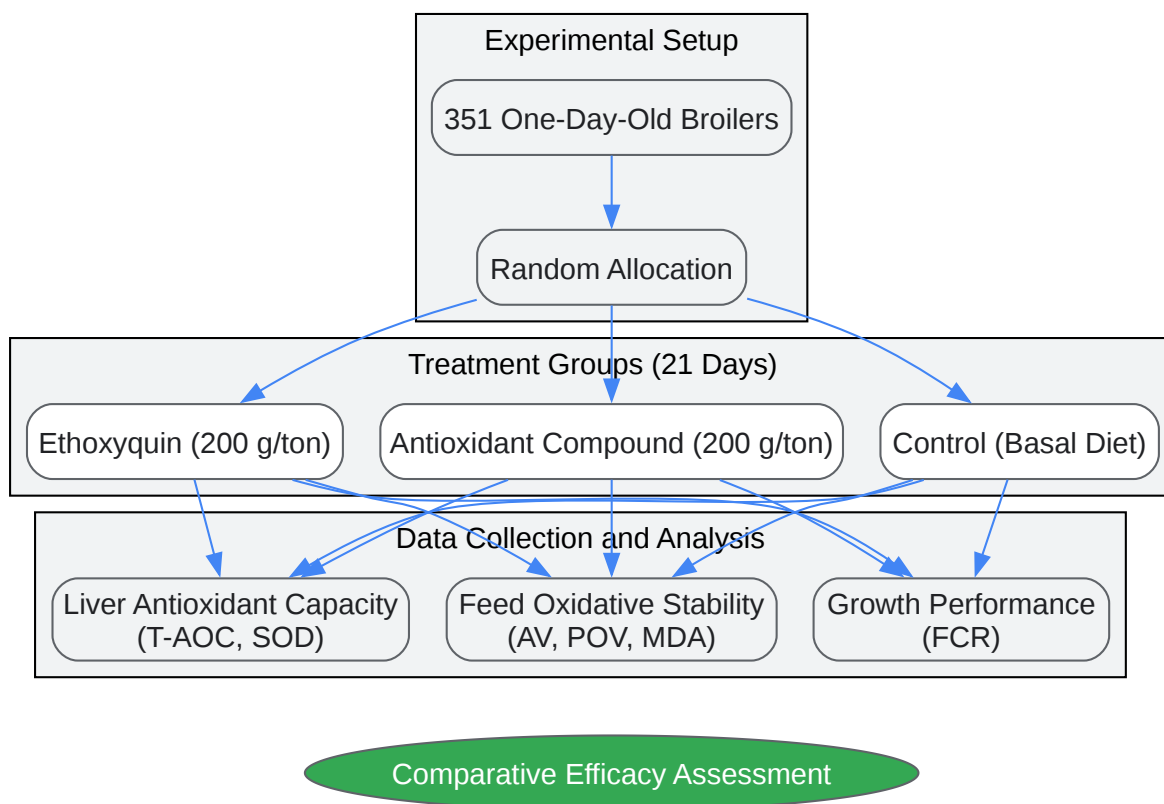 Experimental Setup
351 One-Day-Old Broilers
Random Allocation
Treatment Groups (21 Days)
Ethoxyquin (200 g/ton)
Antioxidant Compound (200 g/ton)
Control (Basal Diet)
Data Collection and Analysis
Liver Antioxidant Capacity
(T-AOC, SOD)
Feed Oxidative Stability
(AV, POV, MDA)
Growth Performance
(FCR)
Comparative Efficacy Assessment